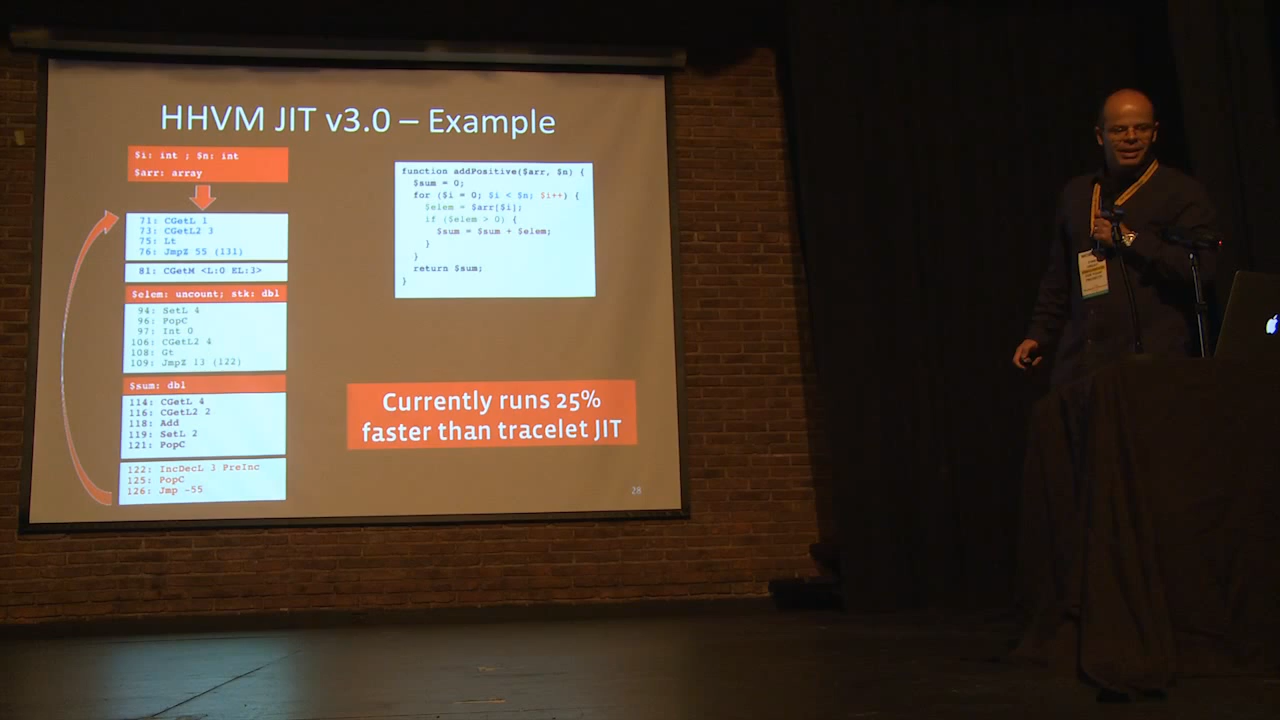 HHVM JIT v3.0 – Example
$i: int ; $n: int
$arr: array
71: CGetL 1
73: CGetL2 3
75: Lt
76: JmpZ 55 (131)
81: CGetM <L:0 EL:3>
$elem: uncount; stk: dbl
94: SetL 4
96: PopC
97: Int 0
106: CGetL2 4
108: Gt
109: JmpZ 13 (122)
$sum: dbl
114: CGetL 4
116: CGetL2 2
118: Add
119: SetL 2
121: PopC
122: IncDecL 3 PreInc
125: PopC
126: Jmp -55
function addPositive($arr, $n) {
$sum = 0;
for ($i = 0; $i < $n; $i++) {
$elem = $arr[$i];
if ($elem > 0) {
$sum = $sum + $elem;
}
}
return $sum;
}
Currently runs 25%
faster than tracelet JIT
28